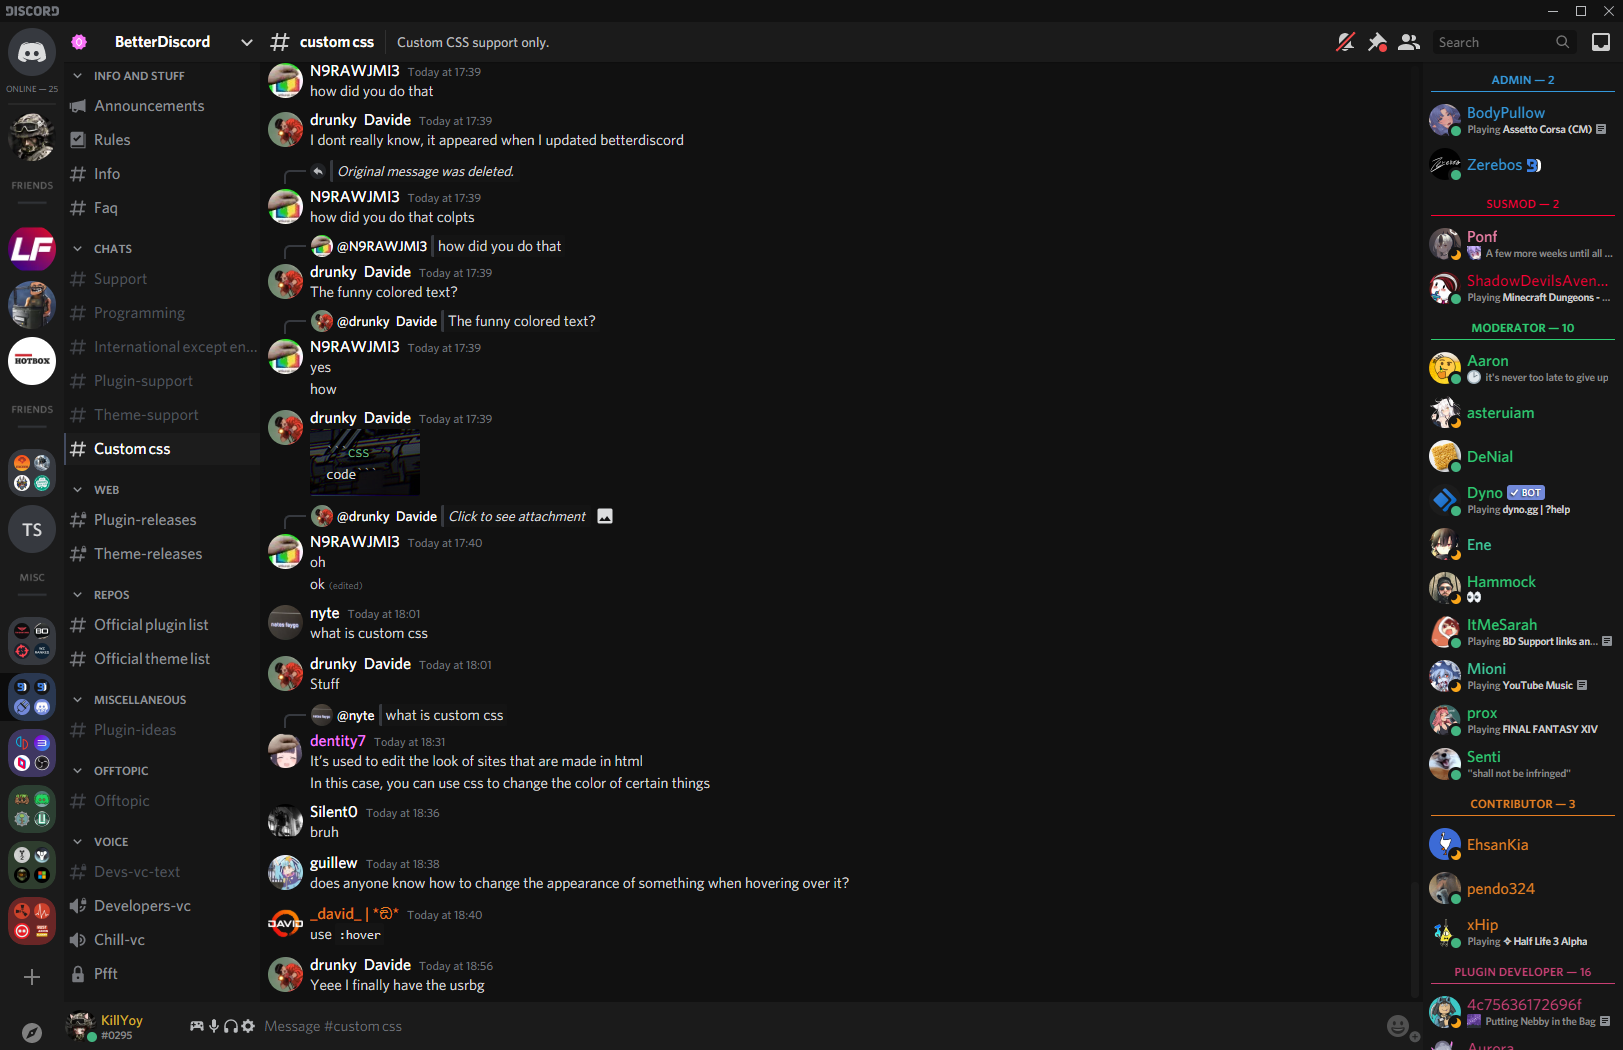 DISCORD
BetterDiscord
custom css
Custom CSS support only.
Search
ONLINE — 25
FRIENDS
LF
HOTBOX
FRIENDS
TS
MISC
INFO AND STUFF
Announcements
Rules
Info
Faq
CHATS
Support
Programming
International except en...
Plugin-support
Theme-support
Custom css
WEB
Plugin-releases
Theme-releases
REPOS
Official plugin list
Official theme list
MISCELLANEOUS
Plugin-ideas
OFFTOPIC
Offtopic
VOICE
Devs-vc-text
Developers-vc
Chill-vc
Pfft
KillYoy
#0295
N9RAWJMI3 Today at 17:39
how did you do that
drunky Davide Today at 17:39
I dont really know, it appeared when I updated betterdiscord
Original message was deleted.
N9RAWJMI3 Today at 17:39
how did you do that colpts
@N9RAWJMI3 how did you do that
drunky Davide Today at 17:39
The funny colored text?
@drunky Davide The funny colored text?
N9RAWJMI3 Today at 17:39
yes
how
drunky Davide Today at 17:39
```css
code```
@drunky Davide Click to see attachment
N9RAWJMI3 Today at 17:40
oh
ok (edited)
nyte Today at 18:01
what is custom css
drunky Davide Today at 18:01
Stuff
@nyte what is custom css
dentity7 Today at 18:31
It's used to edit the look of sites that are made in html
In this case, you can use css to change the color of certain things
Silent0 Today at 18:36
bruh
guillew Today at 18:38
does anyone know how to change the appearance of something when hovering over it?
DAVID
_david_ | Today at 18:40
use :hover
drunky Davide Today at 18:56
Yeee I finally have the usrbg
Message #custom css
ADMIN — 2
BodyPullow
Playing Assetto Corsa (CM)
Zerebos
SUSMOD — 2
Ponf
A few more weeks until all ...
ShadowDevilsAven...
Playing Minecraft Dungeons - ...
MODERATOR — 10
Aaron
it's never too late to give up
asteruiam
DeNial
Dyno BOT
Playing dyno.gg | ?help
Ene
Hammock
ItMeSarah
Playing BD Support links an...
Mioni
Playing YouTube Music
prox
Playing FINAL FANTASY XIV
Senti
"shall not be infringed"
CONTRIBUTOR — 3
EhsanKia
pendo324
xHip
Playing ✧ Half Life 3 Alpha
PLUGIN DEVELOPER — 16
4c75636172696f
Putting Nebby in the Bag
Aurora